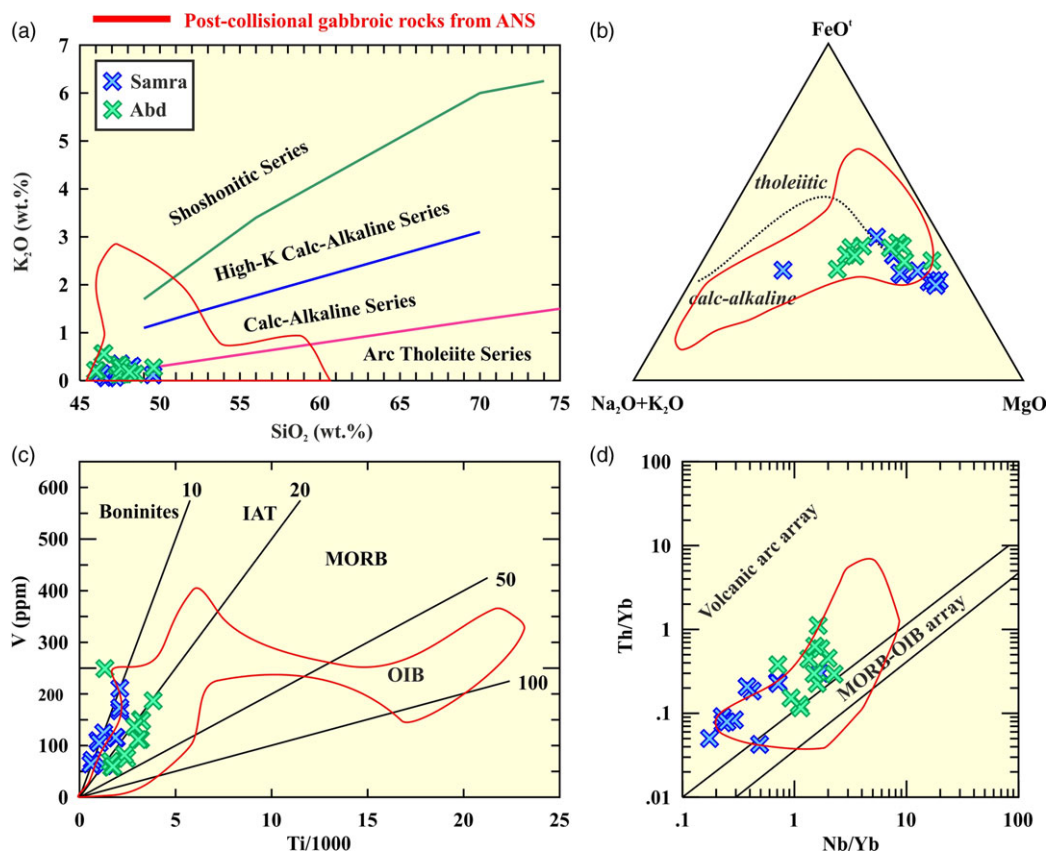 Post-collisional gabbroic rocks from ANS
(a)
7
6
5
4
3
2
1
0
K₂O (wt.%)
Samra
Abd
Shoshonitic Series
High-K Calc-Alkaline Series
Calc-Alkaline Series
Arc Tholeiite Series
45 50 55 60 65 70 75
SiO₂ (wt.%)
(b)
FeOᵗ
tholeiitic
calc-alkaline
Na₂O+K₂O
MgO
(c)
600
500
400
300
200
100
0
V (ppm)
Boninites
10
IAT
20
MORB
50
OIB
100
0 5 10 15 20 25
Ti/1000
(d)
100
10
1
0.1
.01
Th/Yb
Volcanic arc array
MORB-OIB array
.1 1 10 100
Nb/Yb